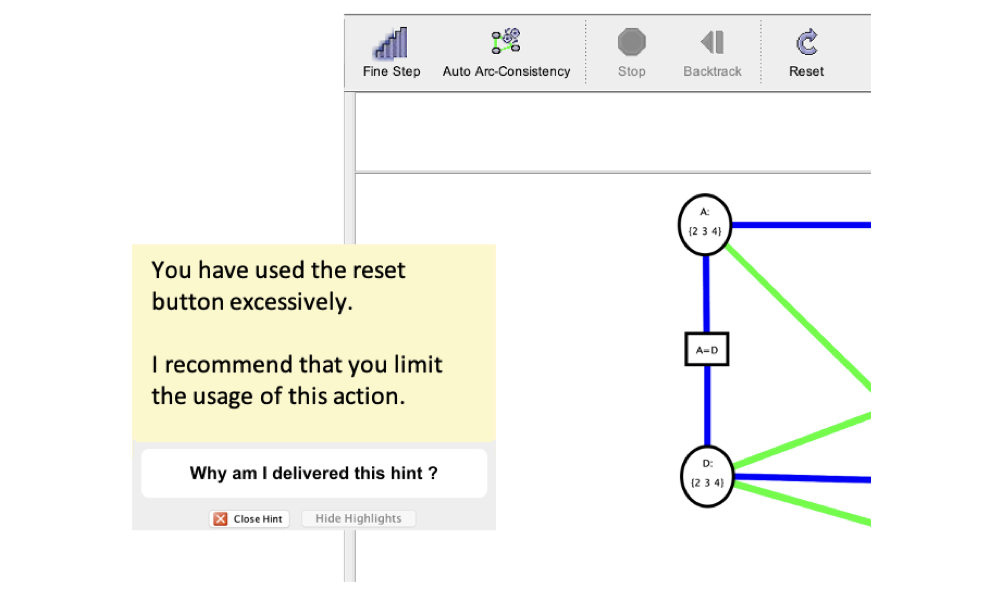 Fine Step
Auto Arc-Consistency
Stop
Backtrack
Reset
A:
{2 3 4}
You have used the reset
button excessively.
I recommend that you limit
the usage of this action.
A=D
D:
{2 3 4}
Why am I delivered this hint ?
Close Hint
Hide Highlights